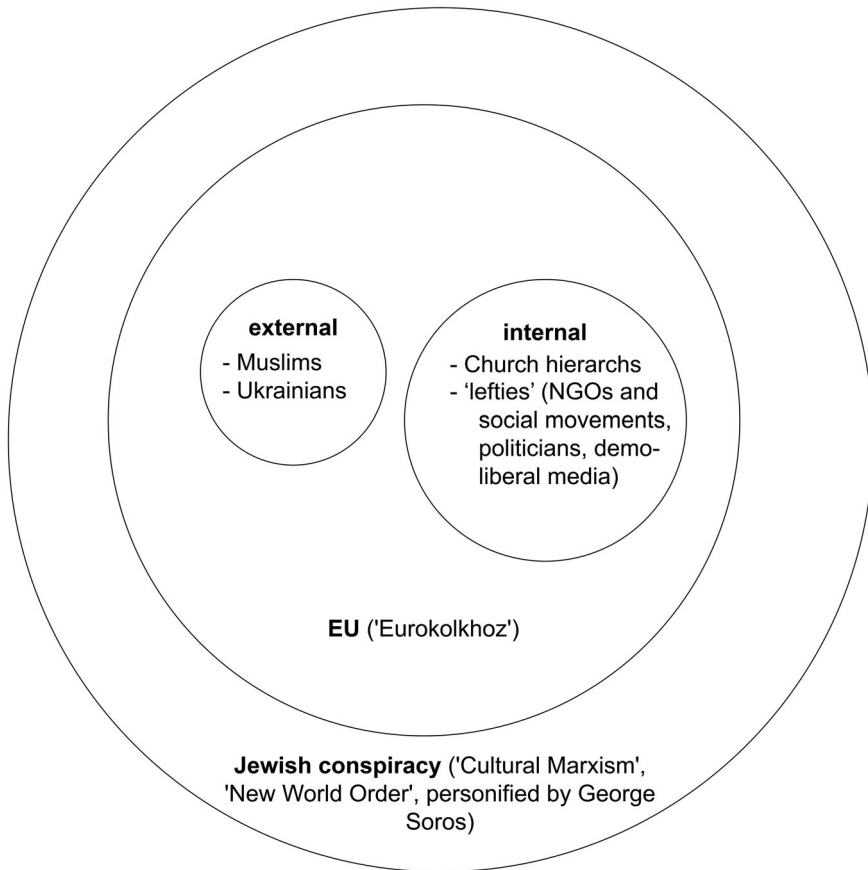 external
- Muslims
- Ukrainians
internal
- Church hierarchs
- ‘lefties’ (NGOs and
social movements,
politicians, demo-
liberal media)
EU ('Eurokolkhoz')
Jewish conspiracy ('Cultural Marxism',
'New World Order', personified by George
Soros)